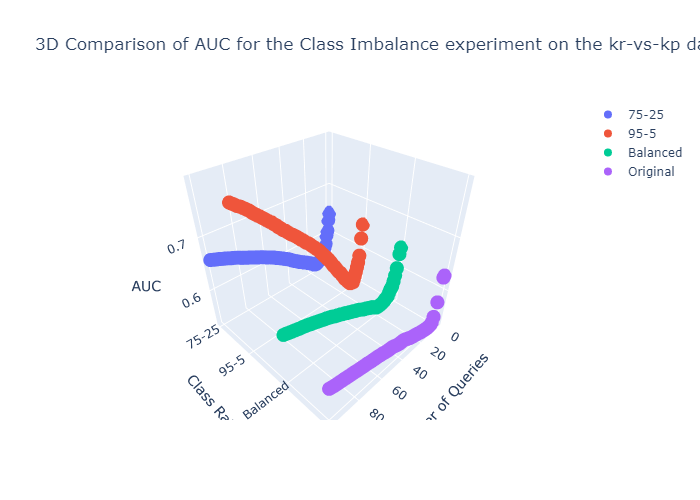 3D Comparison of AUC for the Class Imbalance experiment on the kr-vs-kp
75-25
95-5
Balanced
Original
0.7
0.6
AUC
75-25
95-5
Balanced
Class
0
20
40
60
80
of Queries